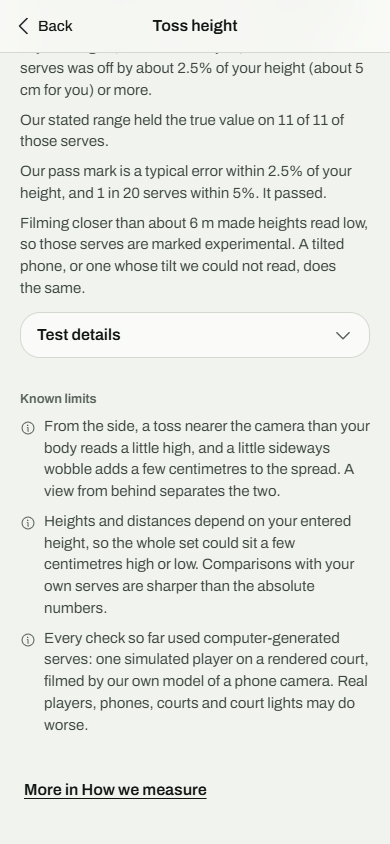 Back
Toss height
serves was off by about 2.5% of your height (about 5
cm for you) or more.
Our stated range held the true value on 11 of 11 of
those serves.
Our pass mark is a typical error within 2.5% of your
height, and 1 in 20 serves within 5%. It passed.
Filming closer than about 6 m made heights read low,
so those serves are marked experimental. A tilted
phone, or one whose tilt we could not read, does
the same.
Test details
Known limits
From the side, a toss nearer the camera than your
body reads a little high, and a little sideways
wobble adds a few centimetres to the spread. A
view from behind separates the two.
Heights and distances depend on your entered
height, so the whole set could sit a few
centimetres high or low. Comparisons with your
own serves are sharper than the absolute
numbers.
Every check so far used computer-generated
serves: one simulated player on a rendered court,
filmed by our own model of a phone camera. Real
players, phones, courts and court lights may do
worse.
More in How we measure